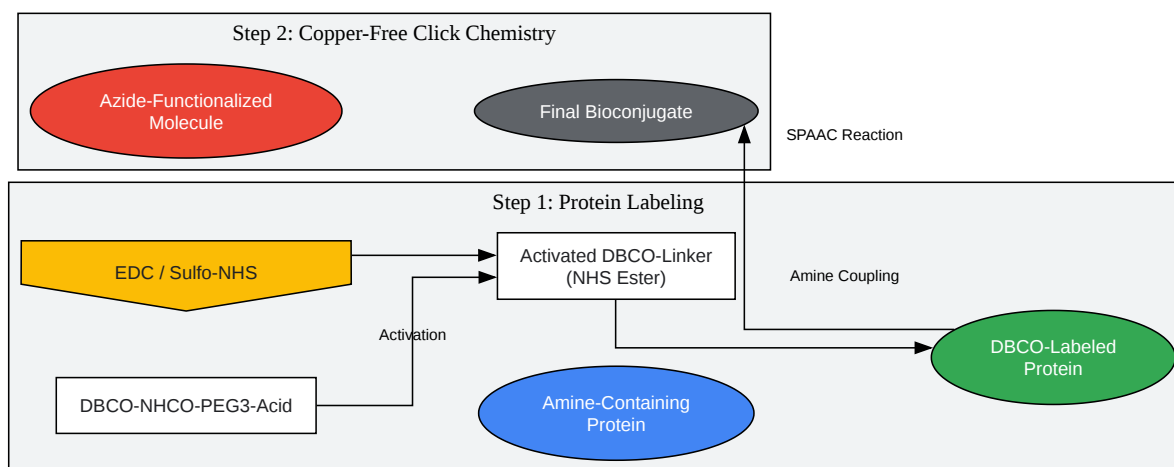 Step 2: Copper-Free Click Chemistry
Azide-Functionalized
Molecule
Final Bioconjugate
SPAAC Reaction
Step 1: Protein Labeling
EDC / Sulfo-NHS
Activated DBCO-Linker
(NHS Ester)
Amine Coupling
Activation
DBCO-Labeled
Protein
DBCO-NHCO-PEG3-Acid
Amine-Containing
Protein